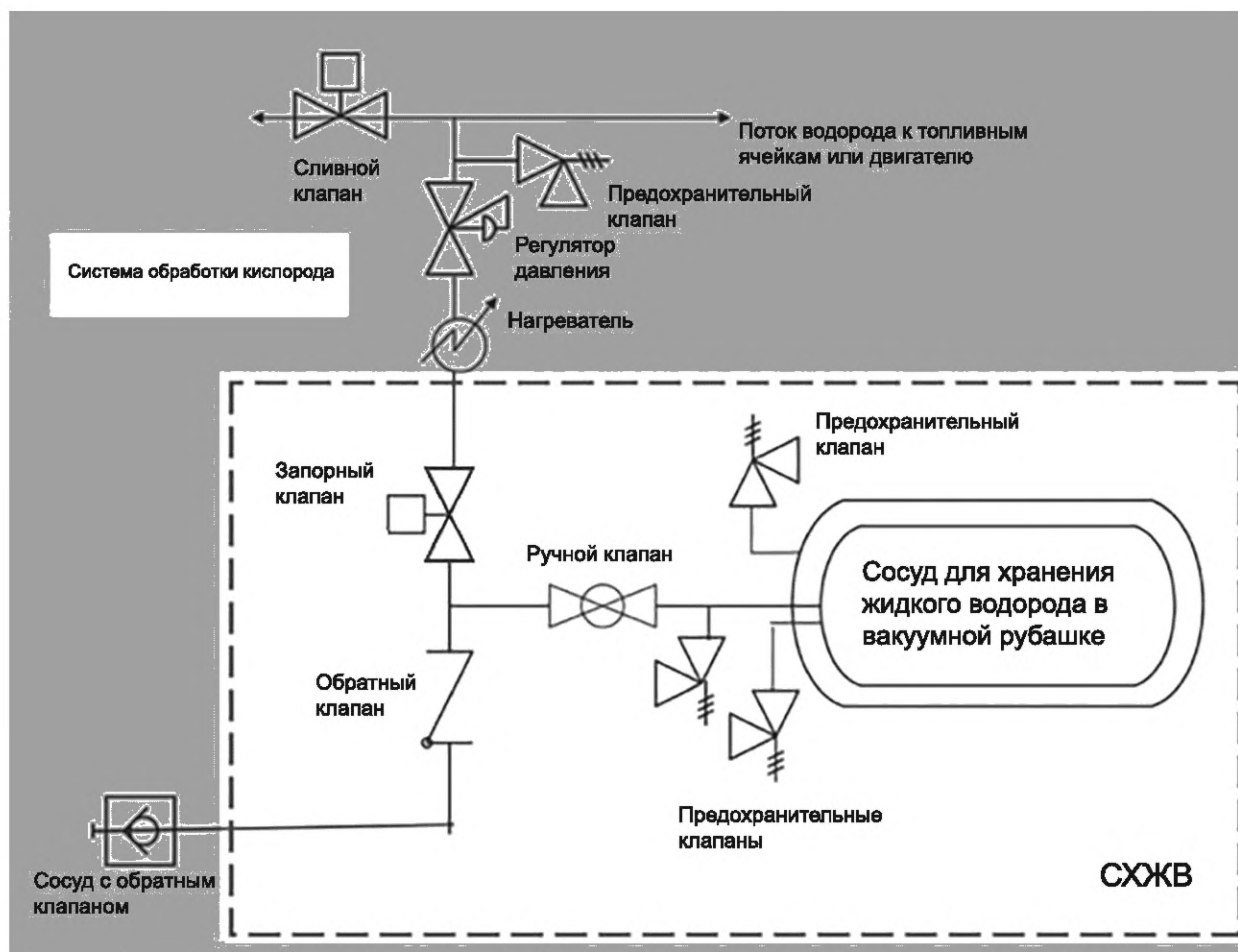 Поток водорода к топливным
ячейкам или двигателю
Сливной
клапан
Предохранительный
клапан
Регулятор
давления
Система обработки кислорода
Нагреватель
Предохранительный
клапан
Запорный
клапан
Ручной клапан
Сосуд для хранения
жидкого водорода в
вакуумной рубашке
Обратный
клапан
Предохранительные
клапаны
Сосуд с обратным
клапаном
СХЖВ